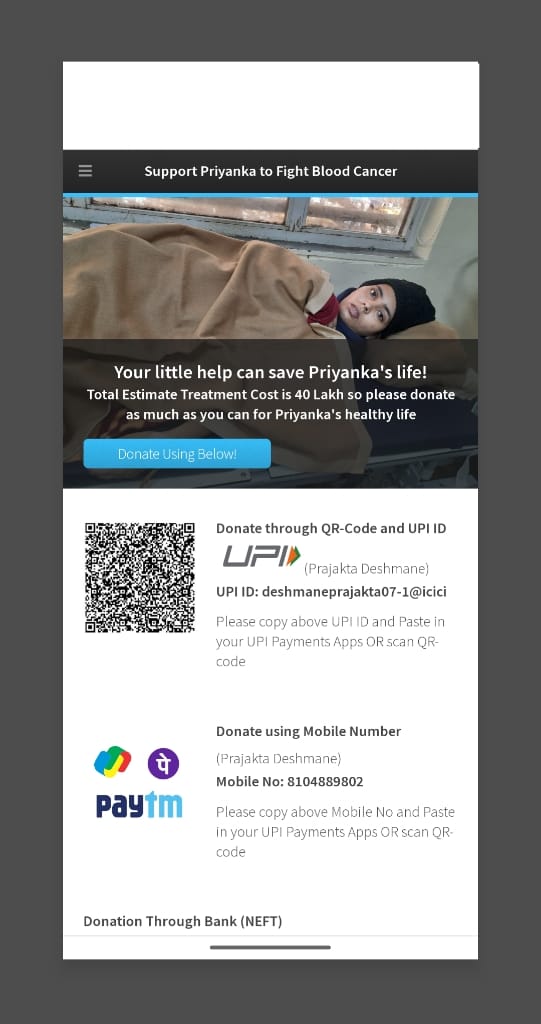 Support Priyanka to Fight Blood Cancer
Your little help can save Priyanka's life!
Total Estimate Treatment Cost is 40 Lakh so please donate
as much as you can for Priyanka's healthy life
Donate Using Below!
Donate through QR-Code and UPI ID
UPI (Prajakta Deshmane)
UPI ID: deshmaneprajakta07-1@icici
Please copy above UPI ID and Paste in
your UPI Payments Apps OR scan QR-
code
Donate using Mobile Number
(Prajakta Deshmane)
Mobile No: 8104889802
Please copy above Mobile No and Paste
in your UPI Payments Apps OR scan QR-
code
पे
paytm
Donation Through Bank (NEFT)